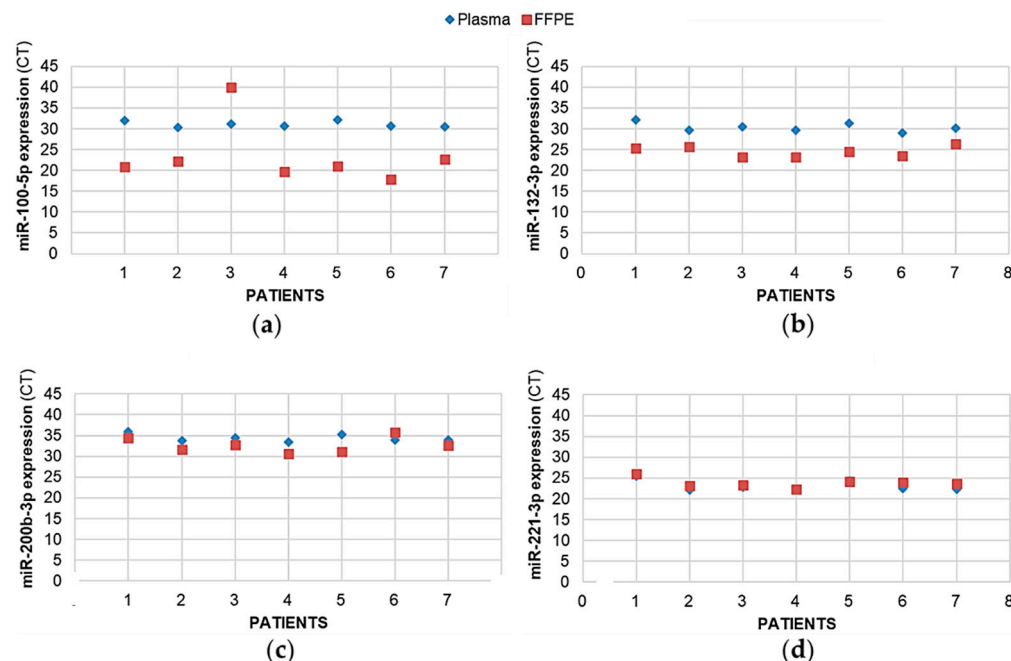 Plasma FFPE
miR-100-5p expression (CT)
45
40
35
30
25
20
15
10
5
0
1 2 3 4 5 6 7
PATIENTS
(a)
miR-132-3p expression (CT)
45
40
35
30
25
20
15
10
5
0
0 1 2 3 4 5 6 7 8
PATIENTS
(b)
miR-200b-3p expression (CT)
45
40
35
30
25
20
15
10
5
0
1 2 3 4 5 6 7
PATIENTS
(c)
miR-221-3p expression (CT)
45
40
35
30
25
20
15
10
5
0
0 1 2 3 4 5 6 7 8
PATIENTS
(d)